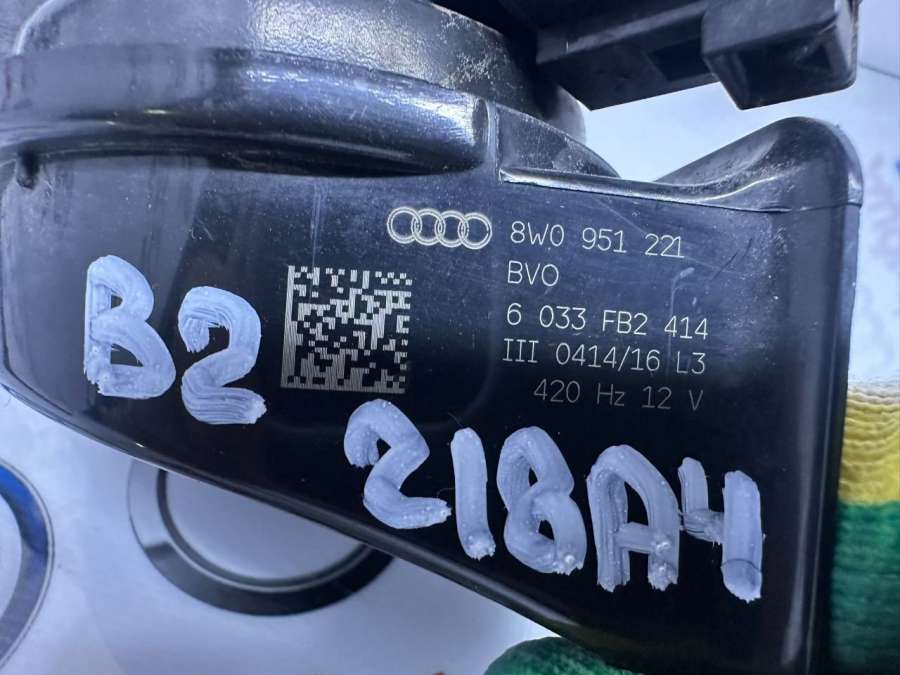 8W0 951 221
BVO
6 033 FB2 414
III 0414/16 L3
420 Hz 12 V
B2
218A4